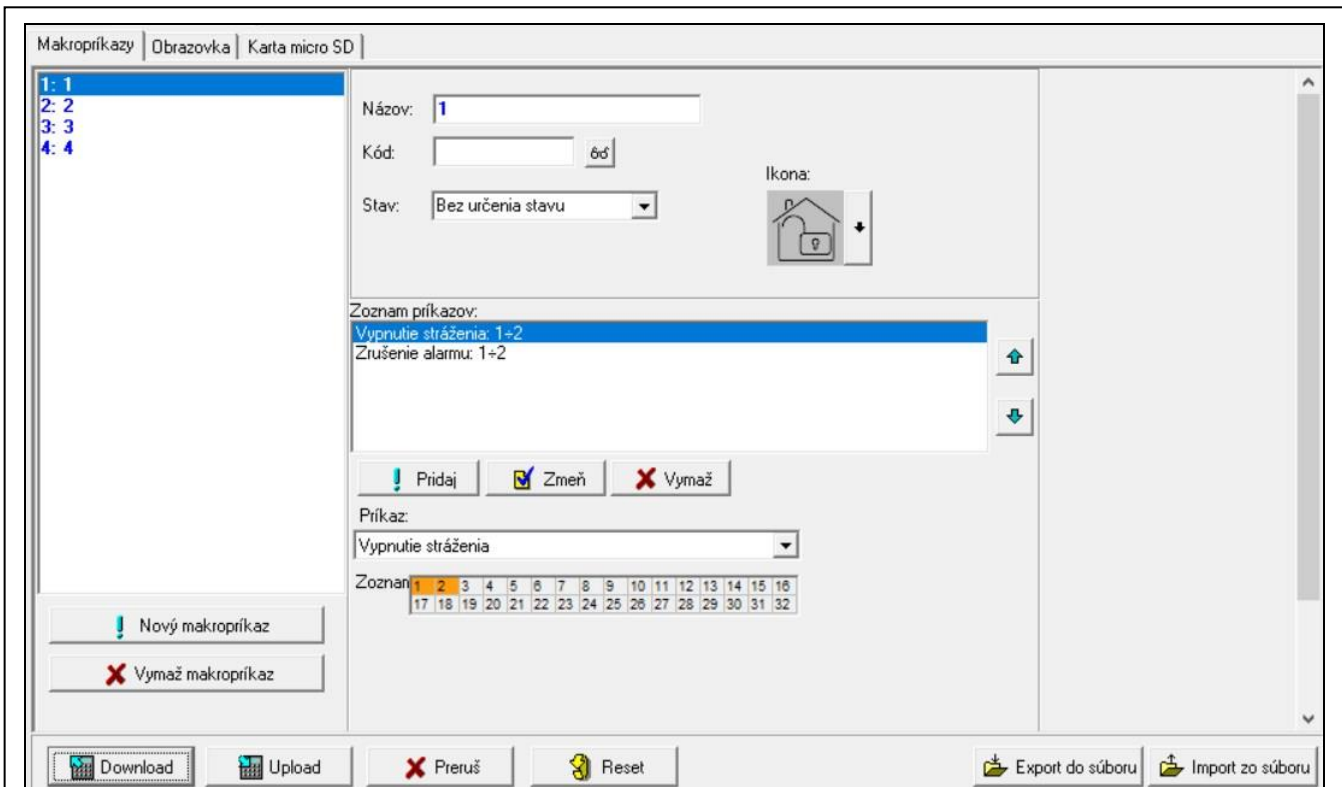 Makropríkazy Obrazovka Karta micro SD
1: 1
2: 2
3: 3
4: 4
Názov: 1
Kód:
Ikona:
Stav: Bez určenia stavu
Zoznam príkazov:
Vypnutie stráženia: 1÷2
Zrušenie alarmu: 1÷2
Pridaj Zmeň Vymaž
Príkaz:
Vypnutie stráženia
Zoznam 1 2 3 4 5 6 7 8 9 10 11 12 13 14 15 16
17 18 19 20 21 22 23 24 25 26 27 28 29 30 31 32
Nový makropríkaz
Vymaž makropríkaz
Download Upload Preruš Reset Export do súboru Import zo súboru